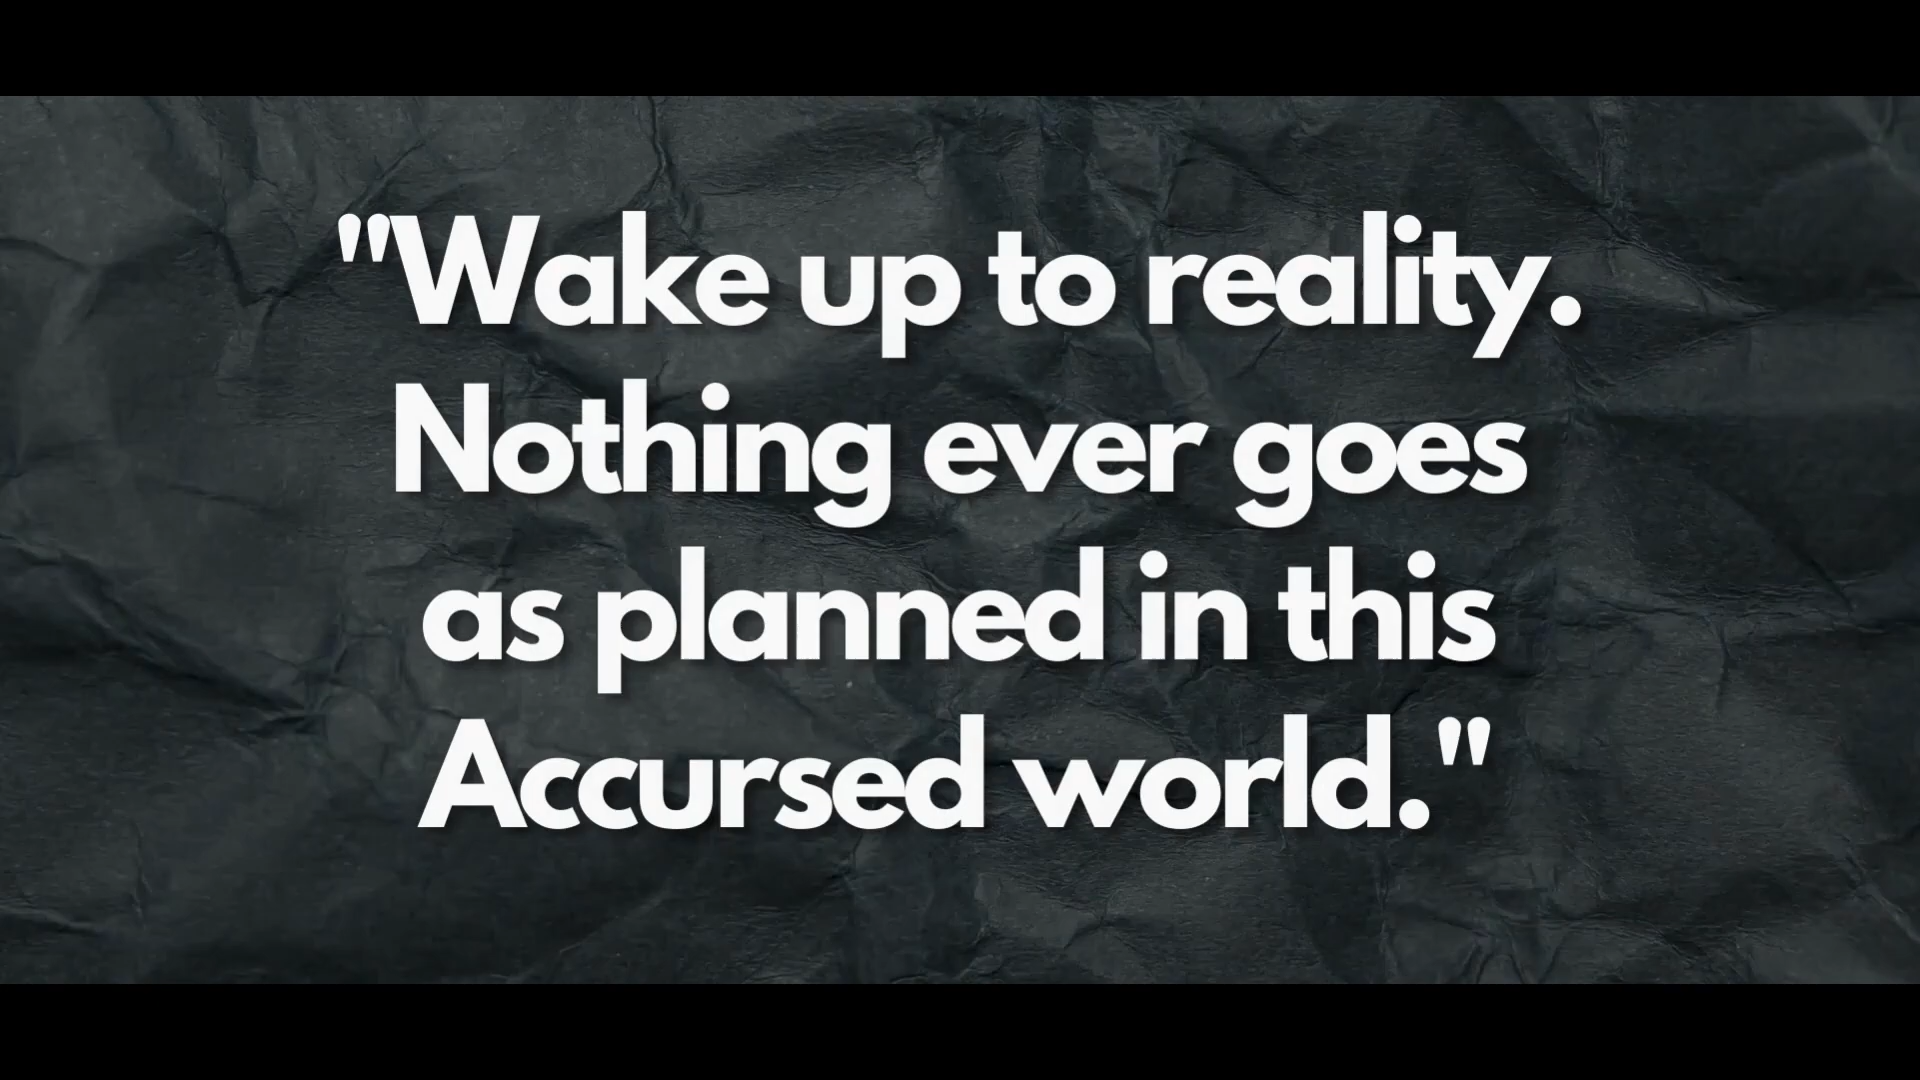 "Wake up to reality.
Nothing ever goes
as planned in this
Accursed world."